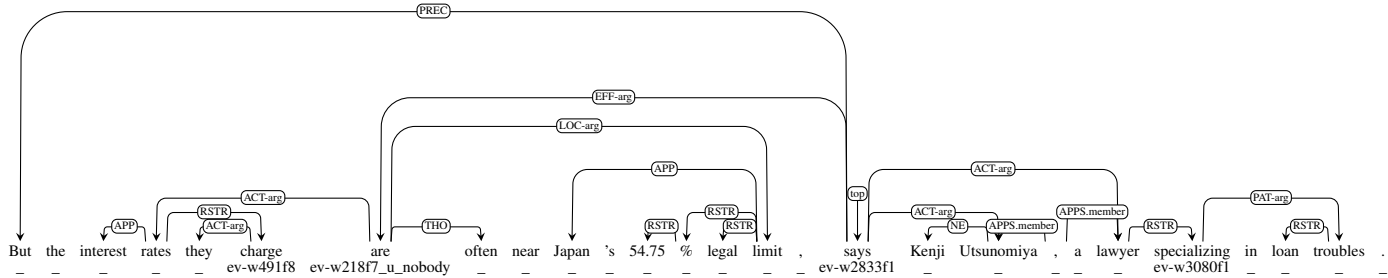 PREC
EFF-arg
LOC-arg
APP ACT-arg
ACT-arg top PAT-arg
RSTR RSTR ACT-arg APPS.member
APP ACT-arg THO RSTR RSTR NE APPS.member RSTR RSTR
But the interest rates they charge are often near Japan 's 54.75 % legal limit , says Kenji Utsunomiya , a lawyer specializing in loan troubles .
_ _ _ _ _ ev-w491f8 ev-w218f7_u_nobody _ _ _ _ _ _ _ _ _ ev-w2833f1 _ _ _ _ _ ev-w3080f1 _ _ _ _